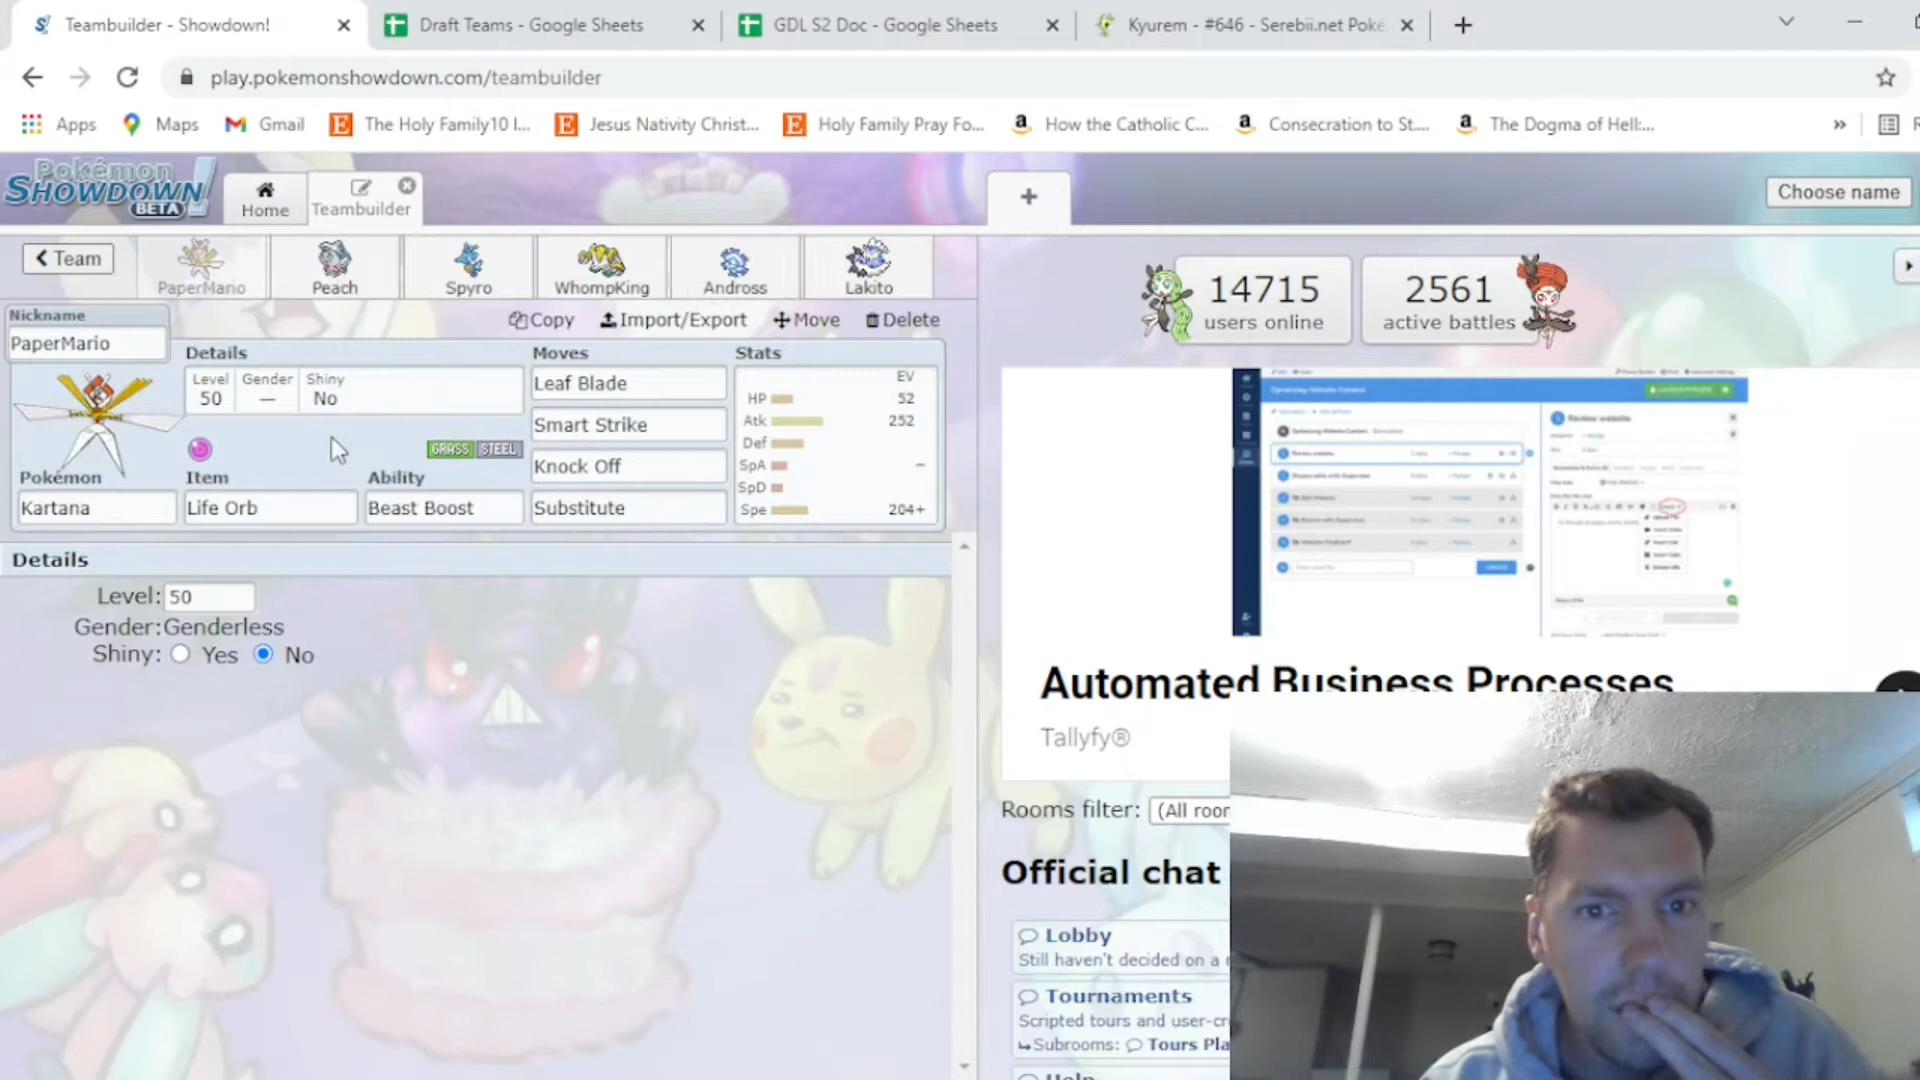 Teambuilder - Showdown!
Draft Teams - Google Sheets
GDL S2 Doc - Google Sheets
Kyurem - #646 - Serebii.net Poké
play.pokemonshowdown.com/teambuilder
Apps
Maps
Gmail
The Holy Family10 I...
Jesus Nativity Christ...
Holy Family Pray Fo...
How the Catholic C...
Consecration to St....
The Dogma of Hell:...
Pokémon
SHOWDOWN!
BETA
Home
Teambuilder
Choose name
Team
PaperMario
Peach
Spyro
WhompKing
Andross
Lakito
14715
users online
2561
active battles
Nickname
PaperMario
Copy
Import/Export
Move
Delete
Details
Level
50
Gender
—
Shiny
No
GRASS
STEEL
Pokémon
Kartana
Item
Life Orb
Ability
Beast Boost
Moves
Leaf Blade
Smart Strike
Knock Off
Substitute
Stats
EV
HP 52
Atk 252
Def
SpA –
SpD
Spe 204+
Details
Level: 50
Gender: Genderless
Shiny: Yes No
Review website
Automated Business Processes
Tallyfy®
Rooms filter: (All roor
Official chat
Lobby
Still haven't decided on a
Tournaments
Scripted tours and user-cr
Subrooms: Tours Pla
Help